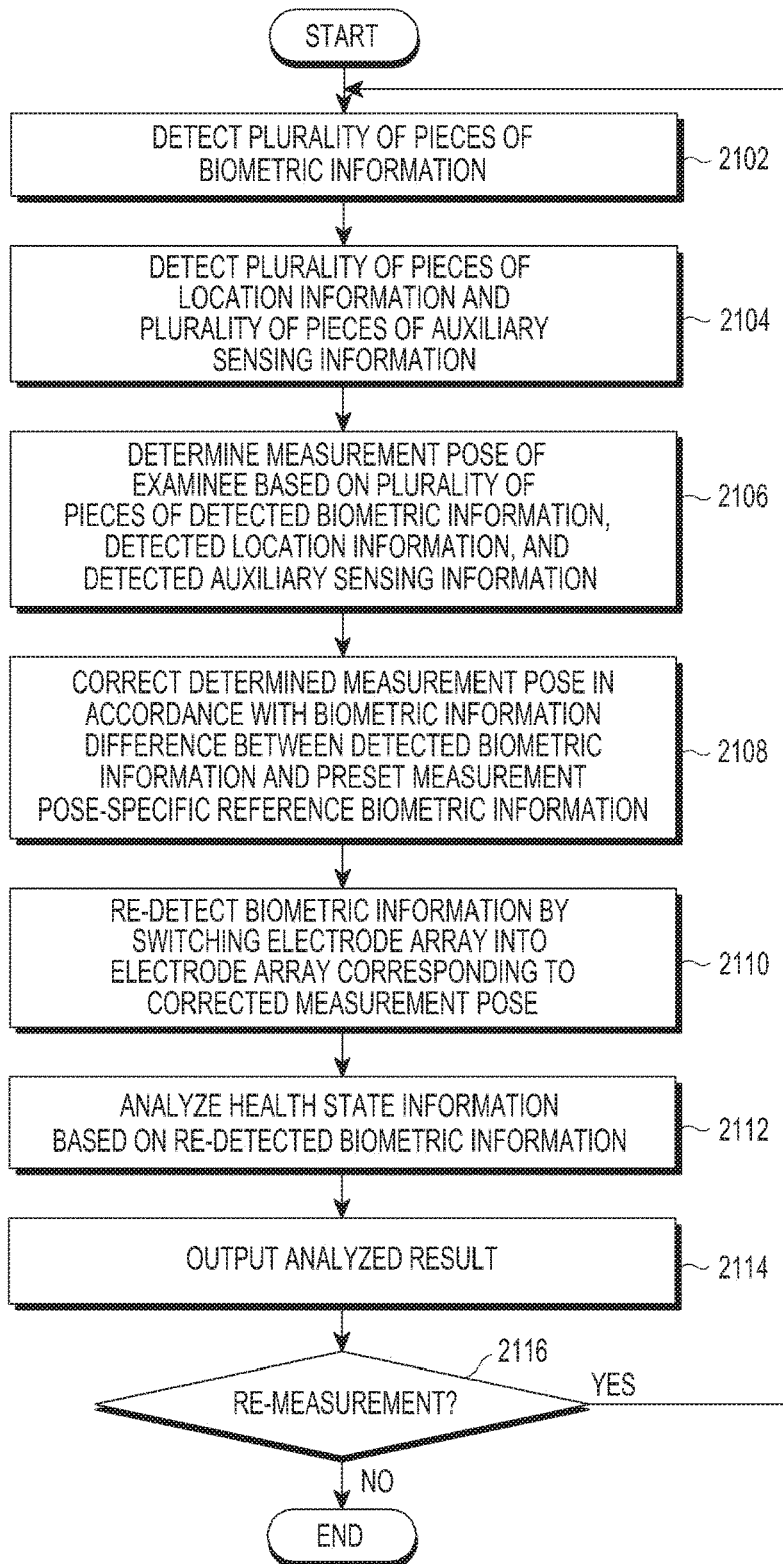 START
DETECT PLURALITY OF PIECES OF
BIOMETRIC INFORMATION
2102
DETECT PLURALITY OF PIECES OF
LOCATION INFORMATION AND
PLURALITY OF PIECES OF AUXILIARY
SENSING INFORMATION
2104
DETERMINE MEASUREMENT POSE OF
EXAMINEE BASED ON PLURALITY OF
PIECES OF DETECTED BIOMETRIC INFORMATION,
DETECTED LOCATION INFORMATION, AND
DETECTED AUXILIARY SENSING INFORMATION
2106
CORRECT DETERMINED MEASUREMENT POSE IN
ACCORDANCE WITH BIOMETRIC INFORMATION
DIFFERENCE BETWEEN DETECTED BIOMETRIC
INFORMATION AND PRESET MEASUREMENT
POSE-SPECIFIC REFERENCE BIOMETRIC INFORMATION
2108
RE-DETECT BIOMETRIC INFORMATION BY
SWITCHING ELECTRODE ARRAY INTO
ELECTRODE ARRAY CORRESPONDING TO
CORRECTED MEASUREMENT POSE
2110
ANALYZE HEALTH STATE INFORMATION
BASED ON RE-DETECTED BIOMETRIC INFORMATION
2112
OUTPUT ANALYZED RESULT
2114
2116
RE-MEASUREMENT?
YES
NO
END